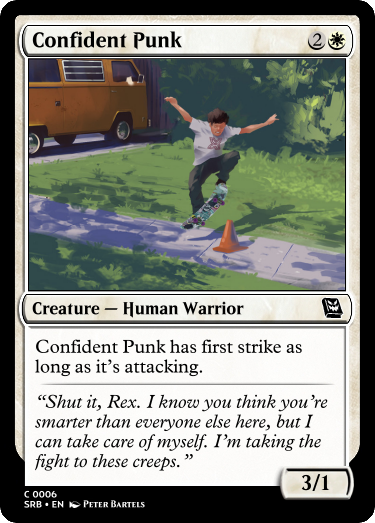 Confident Punk 2
Creature — Human Warrior
Confident Punk has first strike as
long as it's attacking.
“Shut it, Rex. I know you think you're
smarter than everyone else here, but I
can take care of myself. I'm taking the
fight to these creeps.”
3/1
C 0006
SRB • EN Peter Bartels